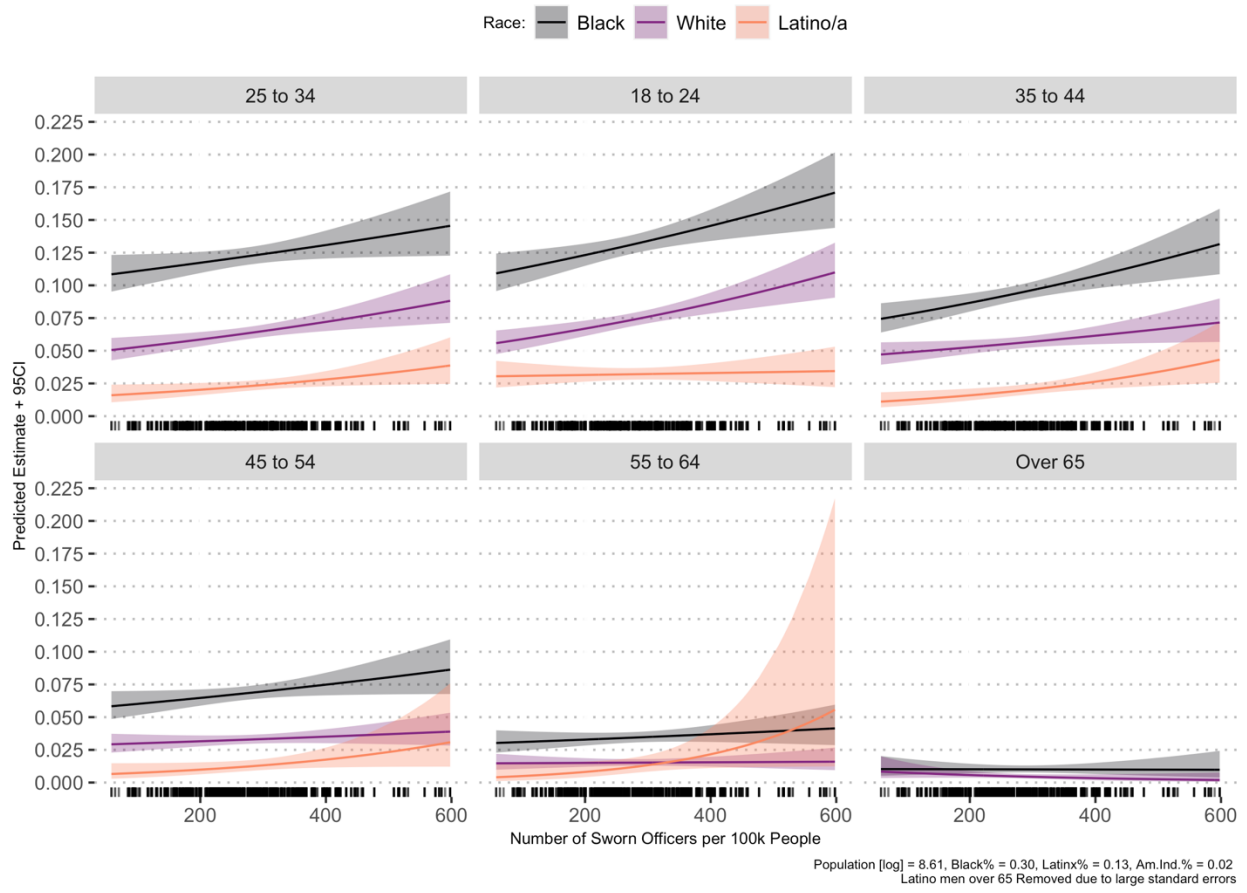 Race: Black White Latino/a
25 to 34 18 to 24 35 to 44
0.225
0.200
0.175
0.150
0.125
0.100
0.075
0.050
0.025
0.000
45 to 54 55 to 64 Over 65
0.225
0.200
0.175
0.150
0.125
0.100
0.075
0.050
0.025
0.000
Predicted Estimate + 95CI
200 400 600 200 400 600 200 400 600
Number of Sworn Officers per 100k People
Population [log] = 8.61, Black% = 0.30, Latinx% = 0.13, Am.Ind.% = 0.02
Latino men over 65 Removed due to large standard errors